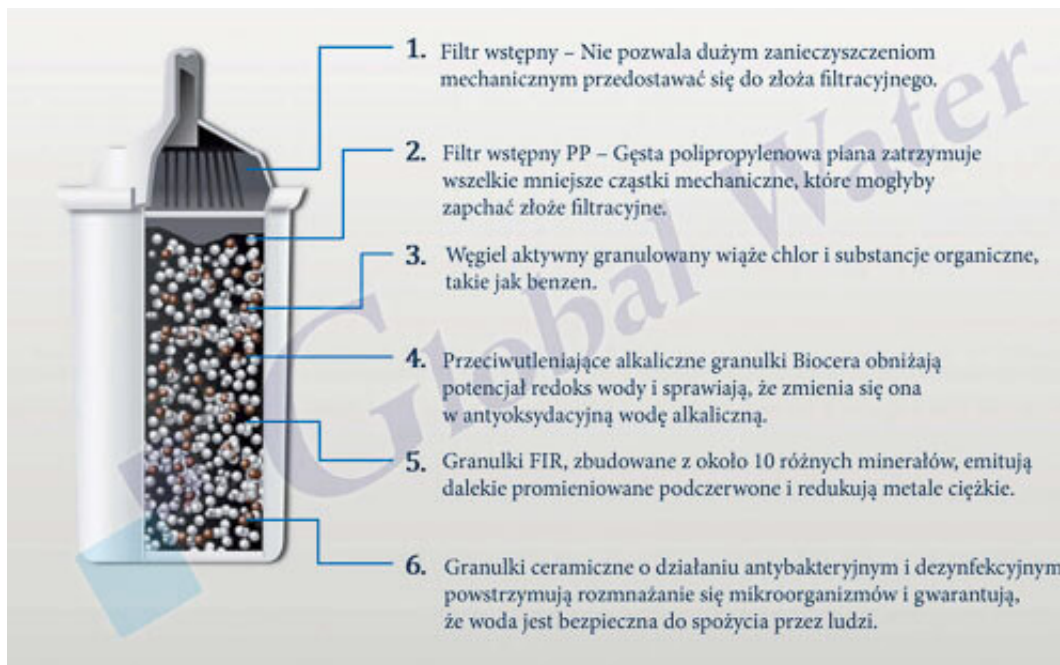 1. Filtr wstępny – Nie pozwala dużym zanieczyszczeniom
mechanicznym przedostawać się do złoża filtracyjnego.
2. Filtr wstępny PP – Gęsta polipropylenowa piana zatrzymuje
wszelkie mniejsze cząstki mechaniczne, które mogłyby
zapchać złoże filtracyjne.
3. Węgiel aktywny granulowany wiąże chlor i substancje organiczne,
takie jak benzen.
4. Przeciwutleniające alkaliczne granulki Biocera obniżają
potencjał redoks wody i sprawiają, że zmienia się ona
w antyoksydacyjną wodę alkaliczną.
5. Granulki FIR, zbudowane z około 10 różnych minerałów, emitują
dalekie promieniowane podczerwone i redukują metale ciężkie.
6. Granulki ceramiczne o działaniu antybakteryjnym i dezynfekcyjnym
powstrzymują rozmnażanie się mikroorganizmów i gwarantują,
że woda jest bezpieczna do spożycia przez ludzi.
Global Water